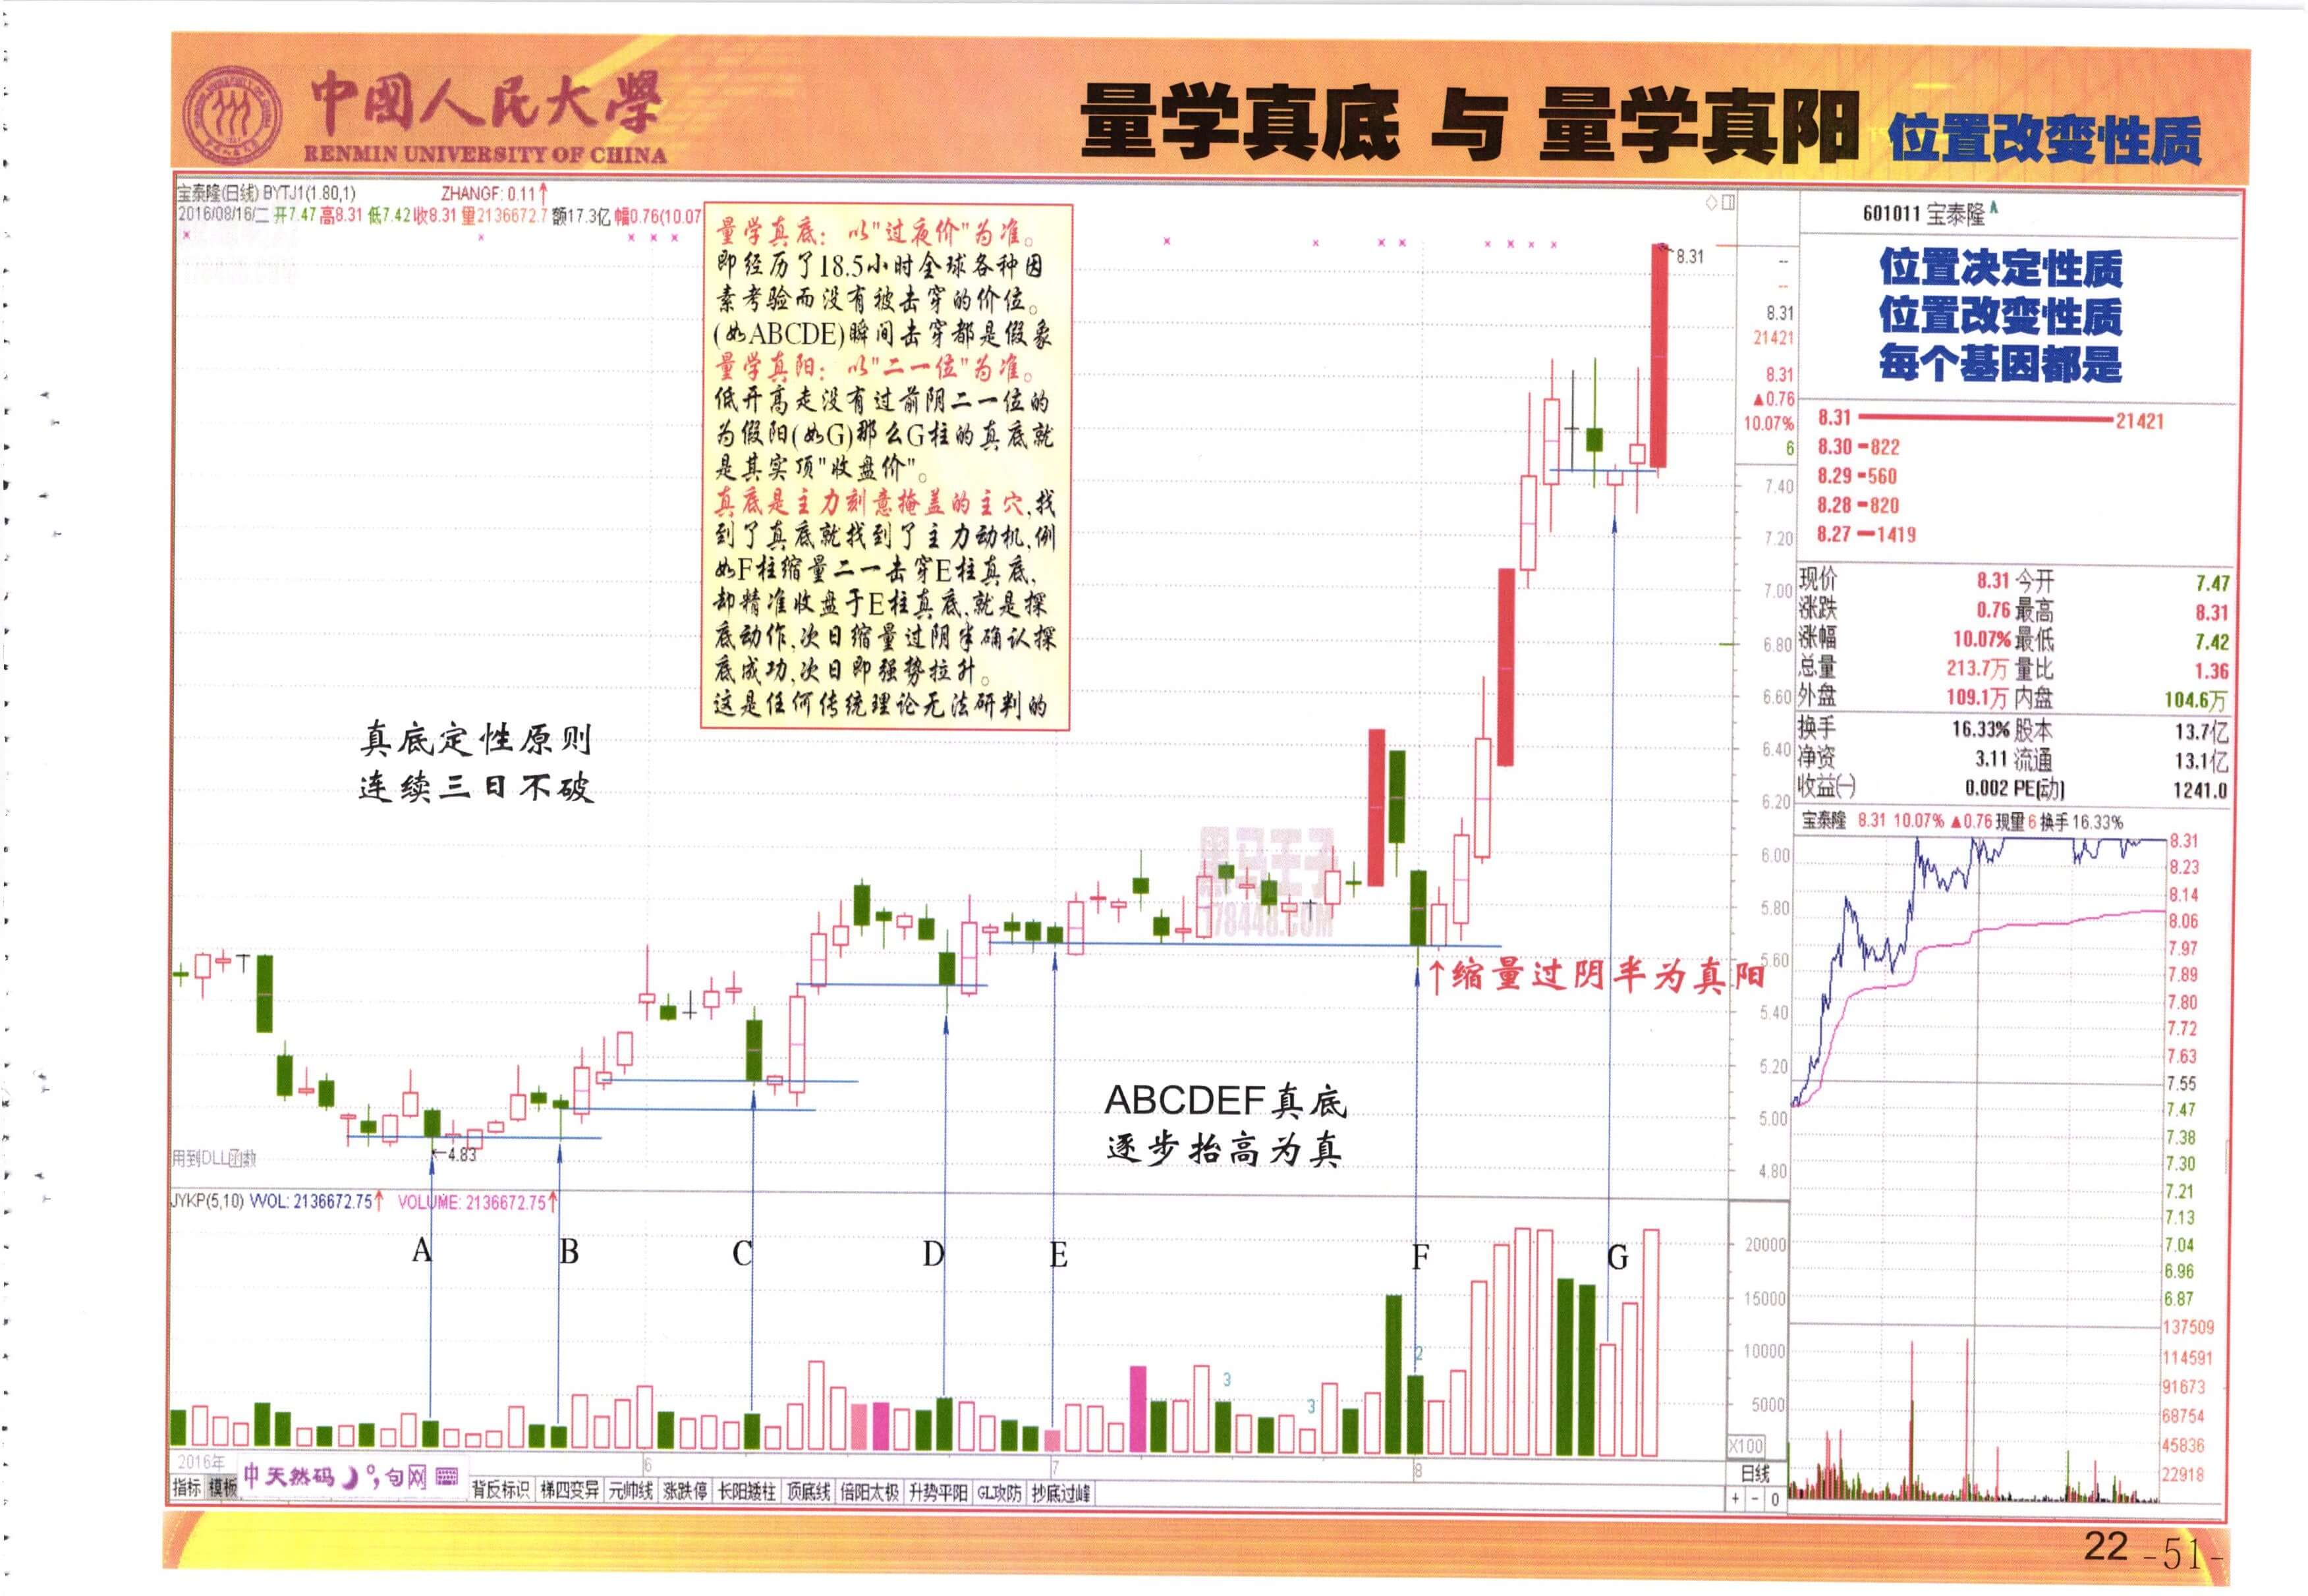 中國人民大學
RENMIN UNIVERSITY OF CHINA
量学真底 与 量学真阳 位置改变性质
宝泰隆(日线) BYTJ1(1.80,1) ZHANGF: 0.11↑
2016/08/16/二 开7.47 高8.31 低7.42 收8.31 量2136672.7 额17.3亿 幅0.76(10.07
量学真底：以"过夜价"为准。
即经历了18.5小时全球各种因
素考验而没有被击穿的价位。
(如ABCDE)瞬间击穿都是假象
量学真阳：以"二一位"为准。
低开高走没有过前阴二一位的
为假阳(如G)那么G柱的真底就
是其实顶"收盘价"。
真底是主力刻意掩盖的主穴,找
到了真底就找到了主力动机,例
如F柱缩量二一击穿E柱真底,
却精准收盘于E柱真底,就是探
底动作,次日缩量过阴半确认探
底成功,次日即强势拉升。
这是任何传统理论无法研判的
真底定性原则
连续三日不破
黑马王子
178448.COM
←4.83
8.31
↑缩量过阴半为真阳
ABCDEF真底
逐步抬高为真
用到DLL函数
JYKP(5,10) VVOL: 2136672.75↑ VOLUME: 2136672.75↑
A B C D E F G
3
3
2
2016年 6 7 8
中 天然码 句网
指标 模板 背反标识 梯四变异 元帅线 涨跌停 长阳矮柱 顶底线 倍阳太极 升势平阳 GL攻防 抄底过峰
--
--
8.31
21421
8.31
▲0.76
10.07%
6
7.40
7.20
7.00
6.80
6.60
6.40
6.20
6.00
5.80
5.60
5.40
5.20
5.00
4.80
20000
15000
10000
5000
X100
日线
+ - 0
601011 宝泰隆 A
位置决定性质
位置改变性质
每个基因都是
8.31 21421
8.30 822
8.29 560
8.28 820
8.27 1419
现价 8.31 今开 7.47
涨跌 0.76 最高 8.31
涨幅 10.07% 最低 7.42
总量 213.7万 量比 1.36
外盘 109.1万 内盘 104.6万
换手 16.33% 股本 13.7亿
净资 3.11 流通 13.1亿
收益(一) 0.002 PE[动] 1241.0
宝泰隆 8.31 10.07% ▲0.76 现量6 换手16.33%
8.31
8.23
8.14
8.06
7.97
7.89
7.80
7.72
7.63
7.55
7.47
7.38
7.30
7.21
7.13
7.04
6.96
6.87
137509
114591
91673
68754
45836
22918
22 -51-